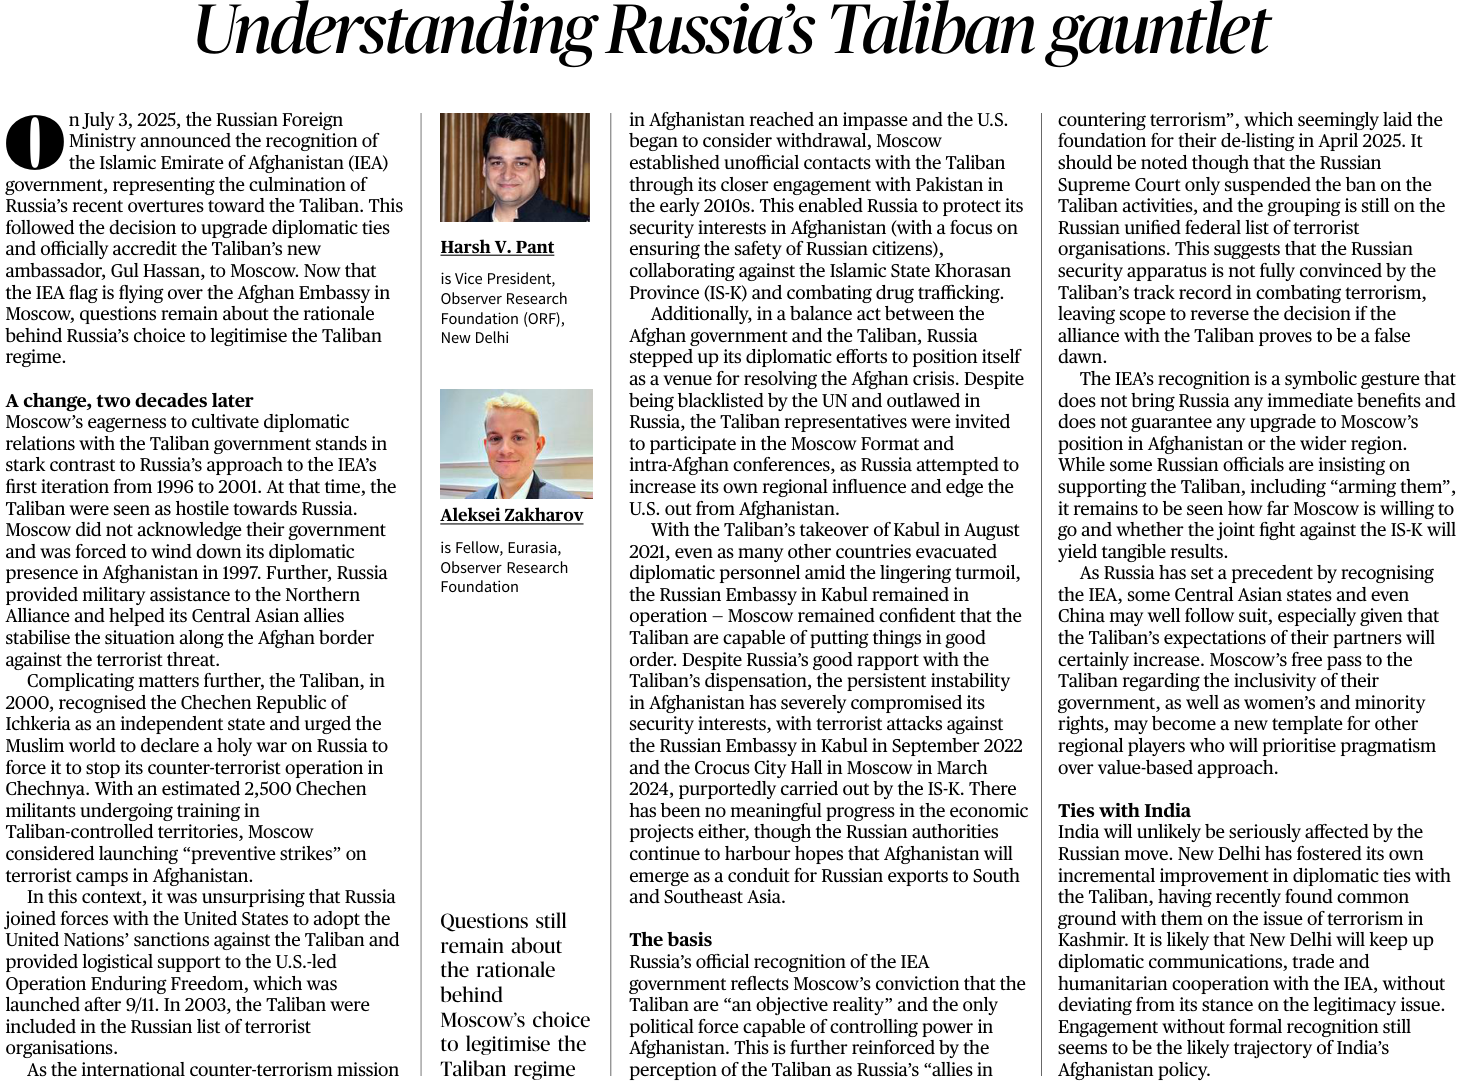 Understanding Russia’s Taliban gauntlet
On July 3, 2025, the Russian Foreign
Ministry announced the recognition of
the Islamic Emirate of Afghanistan (IEA)
government, representing the culmination of
Russia’s recent overtures toward the Taliban. This
followed the decision to upgrade diplomatic ties
and officially accredit the Taliban’s new
ambassador, Gul Hassan, to Moscow. Now that
the IEA flag is flying over the Afghan Embassy in
Moscow, questions remain about the rationale
behind Russia’s choice to legitimise the Taliban
regime.
A change, two decades later
Moscow’s eagerness to cultivate diplomatic
relations with the Taliban government stands in
stark contrast to Russia’s approach to the IEA’s
first iteration from 1996 to 2001. At that time, the
Taliban were seen as hostile towards Russia.
Moscow did not acknowledge their government
and was forced to wind down its diplomatic
presence in Afghanistan in 1997. Further, Russia
provided military assistance to the Northern
Alliance and helped its Central Asian allies
stabilise the situation along the Afghan border
against the terrorist threat.
Complicating matters further, the Taliban, in
2000, recognised the Chechen Republic of
Ichkeria as an independent state and urged the
Muslim world to declare a holy war on Russia to
force it to stop its counter-terrorist operation in
Chechnya. With an estimated 2,500 Chechen
militants undergoing training in
Taliban-controlled territories, Moscow
considered launching “preventive strikes” on
terrorist camps in Afghanistan.
In this context, it was unsurprising that Russia
joined forces with the United States to adopt the
United Nations’ sanctions against the Taliban and
provided logistical support to the U.S.-led
Operation Enduring Freedom, which was
launched after 9/11. In 2003, the Taliban were
included in the Russian list of terrorist
organisations.
As the international counter-terrorism mission
Harsh V. Pant
is Vice President,
Observer Research
Foundation (ORF),
New Delhi
Aleksei Zakharov
is Fellow, Eurasia,
Observer Research
Foundation
Questions still
remain about
the rationale
behind
Moscow’s choice
to legitimise the
Taliban regime
in Afghanistan reached an impasse and the U.S.
began to consider withdrawal, Moscow
established unofficial contacts with the Taliban
through its closer engagement with Pakistan in
the early 2010s. This enabled Russia to protect its
security interests in Afghanistan (with a focus on
ensuring the safety of Russian citizens),
collaborating against the Islamic State Khorasan
Province (IS-K) and combating drug trafficking.
Additionally, in a balance act between the
Afghan government and the Taliban, Russia
stepped up its diplomatic efforts to position itself
as a venue for resolving the Afghan crisis. Despite
being blacklisted by the UN and outlawed in
Russia, the Taliban representatives were invited
to participate in the Moscow Format and
intra-Afghan conferences, as Russia attempted to
increase its own regional influence and edge the
U.S. out from Afghanistan.
With the Taliban’s takeover of Kabul in August
2021, even as many other countries evacuated
diplomatic personnel amid the lingering turmoil,
the Russian Embassy in Kabul remained in
operation — Moscow remained confident that the
Taliban are capable of putting things in good
order. Despite Russia’s good rapport with the
Taliban’s dispensation, the persistent instability
in Afghanistan has severely compromised its
security interests, with terrorist attacks against
the Russian Embassy in Kabul in September 2022
and the Crocus City Hall in Moscow in March
2024, purportedly carried out by the IS-K. There
has been no meaningful progress in the economic
projects either, though the Russian authorities
continue to harbour hopes that Afghanistan will
emerge as a conduit for Russian exports to South
and Southeast Asia.
The basis
Russia’s official recognition of the IEA
government reflects Moscow’s conviction that the
Taliban are “an objective reality” and the only
political force capable of controlling power in
Afghanistan. This is further reinforced by the
perception of the Taliban as Russia’s “allies in
countering terrorism”, which seemingly laid the
foundation for their de-listing in April 2025. It
should be noted though that the Russian
Supreme Court only suspended the ban on the
Taliban activities, and the grouping is still on the
Russian unified federal list of terrorist
organisations. This suggests that the Russian
security apparatus is not fully convinced by the
Taliban’s track record in combating terrorism,
leaving scope to reverse the decision if the
alliance with the Taliban proves to be a false
dawn.
The IEA’s recognition is a symbolic gesture that
does not bring Russia any immediate benefits and
does not guarantee any upgrade to Moscow’s
position in Afghanistan or the wider region.
While some Russian officials are insisting on
supporting the Taliban, including “arming them”,
it remains to be seen how far Moscow is willing to
go and whether the joint fight against the IS-K will
yield tangible results.
As Russia has set a precedent by recognising
the IEA, some Central Asian states and even
China may well follow suit, especially given that
the Taliban’s expectations of their partners will
certainly increase. Moscow’s free pass to the
Taliban regarding the inclusivity of their
government, as well as women’s and minority
rights, may become a new template for other
regional players who will prioritise pragmatism
over value-based approach.
Ties with India
India will unlikely be seriously affected by the
Russian move. New Delhi has fostered its own
incremental improvement in diplomatic ties with
the Taliban, having recently found common
ground with them on the issue of terrorism in
Kashmir. It is likely that New Delhi will keep up
diplomatic communications, trade and
humanitarian cooperation with the IEA, without
deviating from its stance on the legitimacy issue.
Engagement without formal recognition still
seems to be the likely trajectory of India’s
Afghanistan policy.